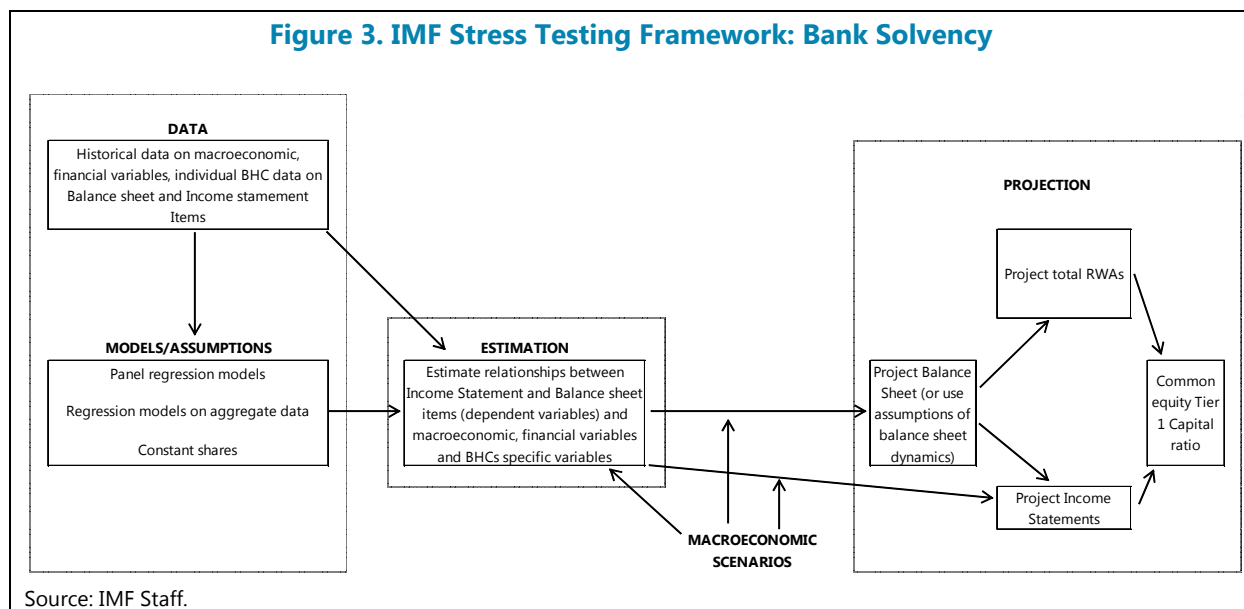 Figure 3. IMF Stress Testing Framework: Bank Solvency
DATA
Historical data on macroeconomic,
financial variables, individual BHC data on
Balance sheet and Income stamement
Items
MODELS/ASSUMPTIONS
Panel regression models
Regression models on aggregate data
Constant shares
ESTIMATION
Estimate relationships between
Income Statement and Balance sheet
items (dependent variables) and
macroeconomic, financial variables
and BHCs specific variables
MACROECONOMIC
SCENARIOS
PROJECTION
Project total RWAs
Project Balance
Sheet (or use
assumptions of
balance sheet
dynamics)
Project Income
Statements
Common
equity Tier
1 Capital
ratio
Source: IMF Staff.